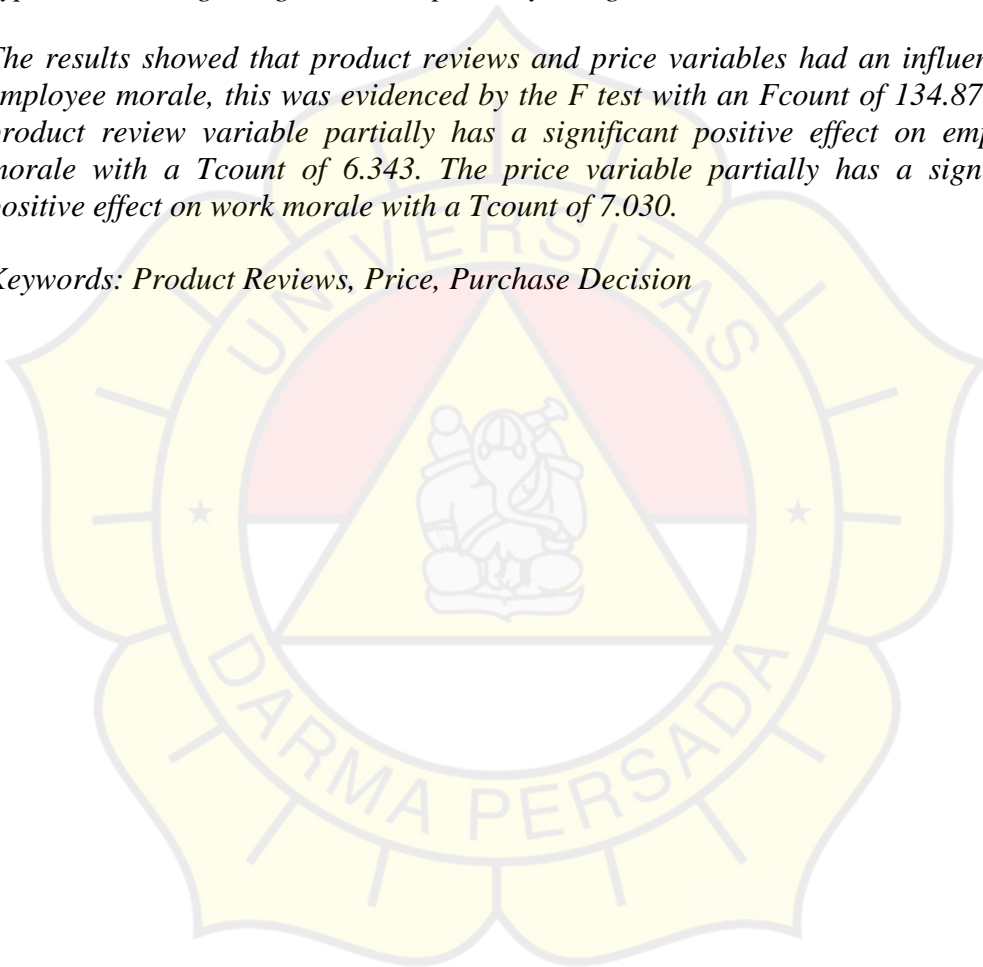 The results showed that product reviews and price variables had an influen
employee morale, this was evidenced by the F test with an Fcount of 134.87
product review variable partially has a significant positive effect on emp
morale with a Tcount of 6.343. The price variable partially has a sign
positive effect on work morale with a Tcount of 7.030.
Keywords: Product Reviews, Price, Purchase Decision
UNIVERSITAS
DARMA PERSADA